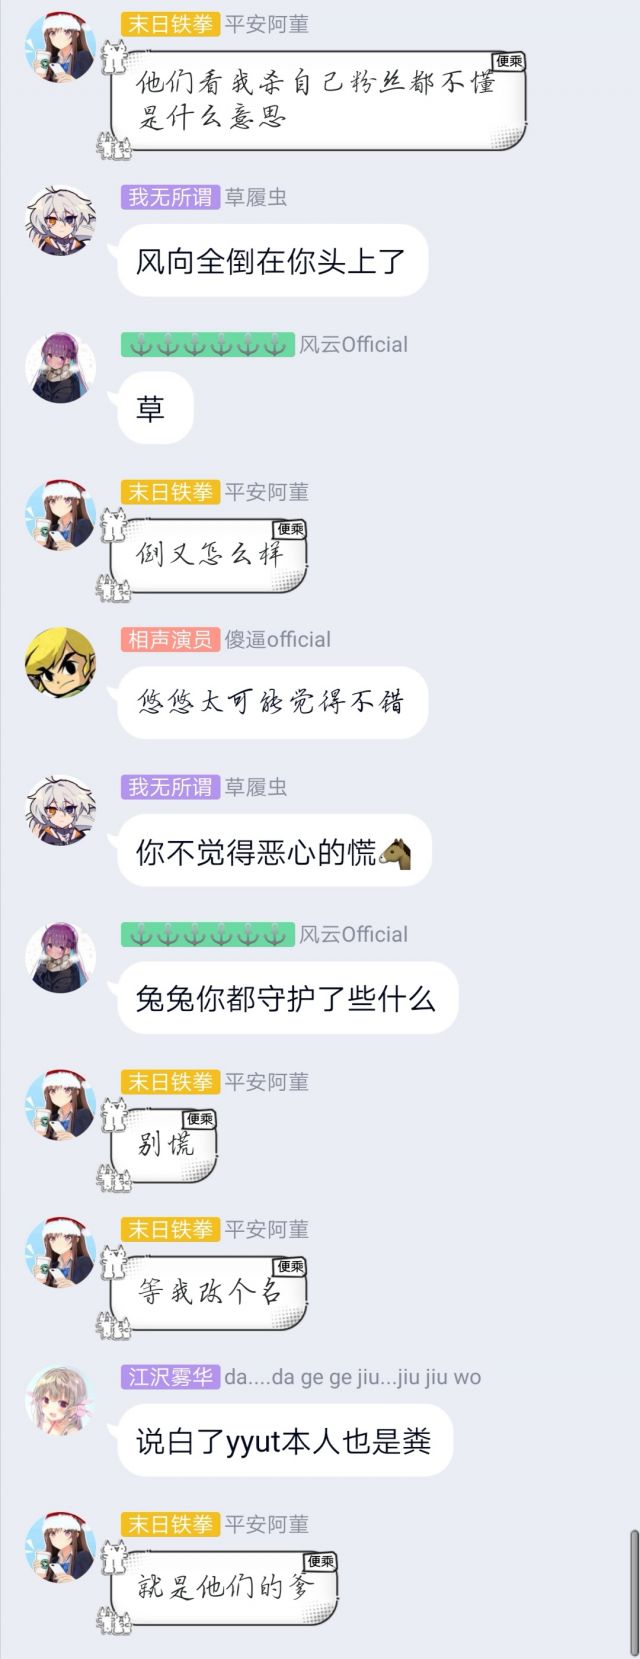 末日铁拳 平安阿菫
便乘
他们看我杀自己粉丝都不懂
是什么意思
我无所谓 草履虫
风向全倒在你头上了
⚓⚓⚓⚓⚓⚓ 风云Official
草
末日铁拳 平安阿菫
便乘
倒又怎么样
相声演员 傻逼official
悠悠太可能觉得不错
我无所谓 草履虫
你不觉得恶心的慌🐴
⚓⚓⚓⚓⚓⚓ 风云Official
兔兔你都守护了些什么
末日铁拳 平安阿菫
便乘
别慌
末日铁拳 平安阿菫
便乘
等我改个名
江沢雾华 da....da ge ge jiu...jiu jiu wo
说白了yyut本人也是粪
末日铁拳 平安阿菫
便乘
就是他们的爹